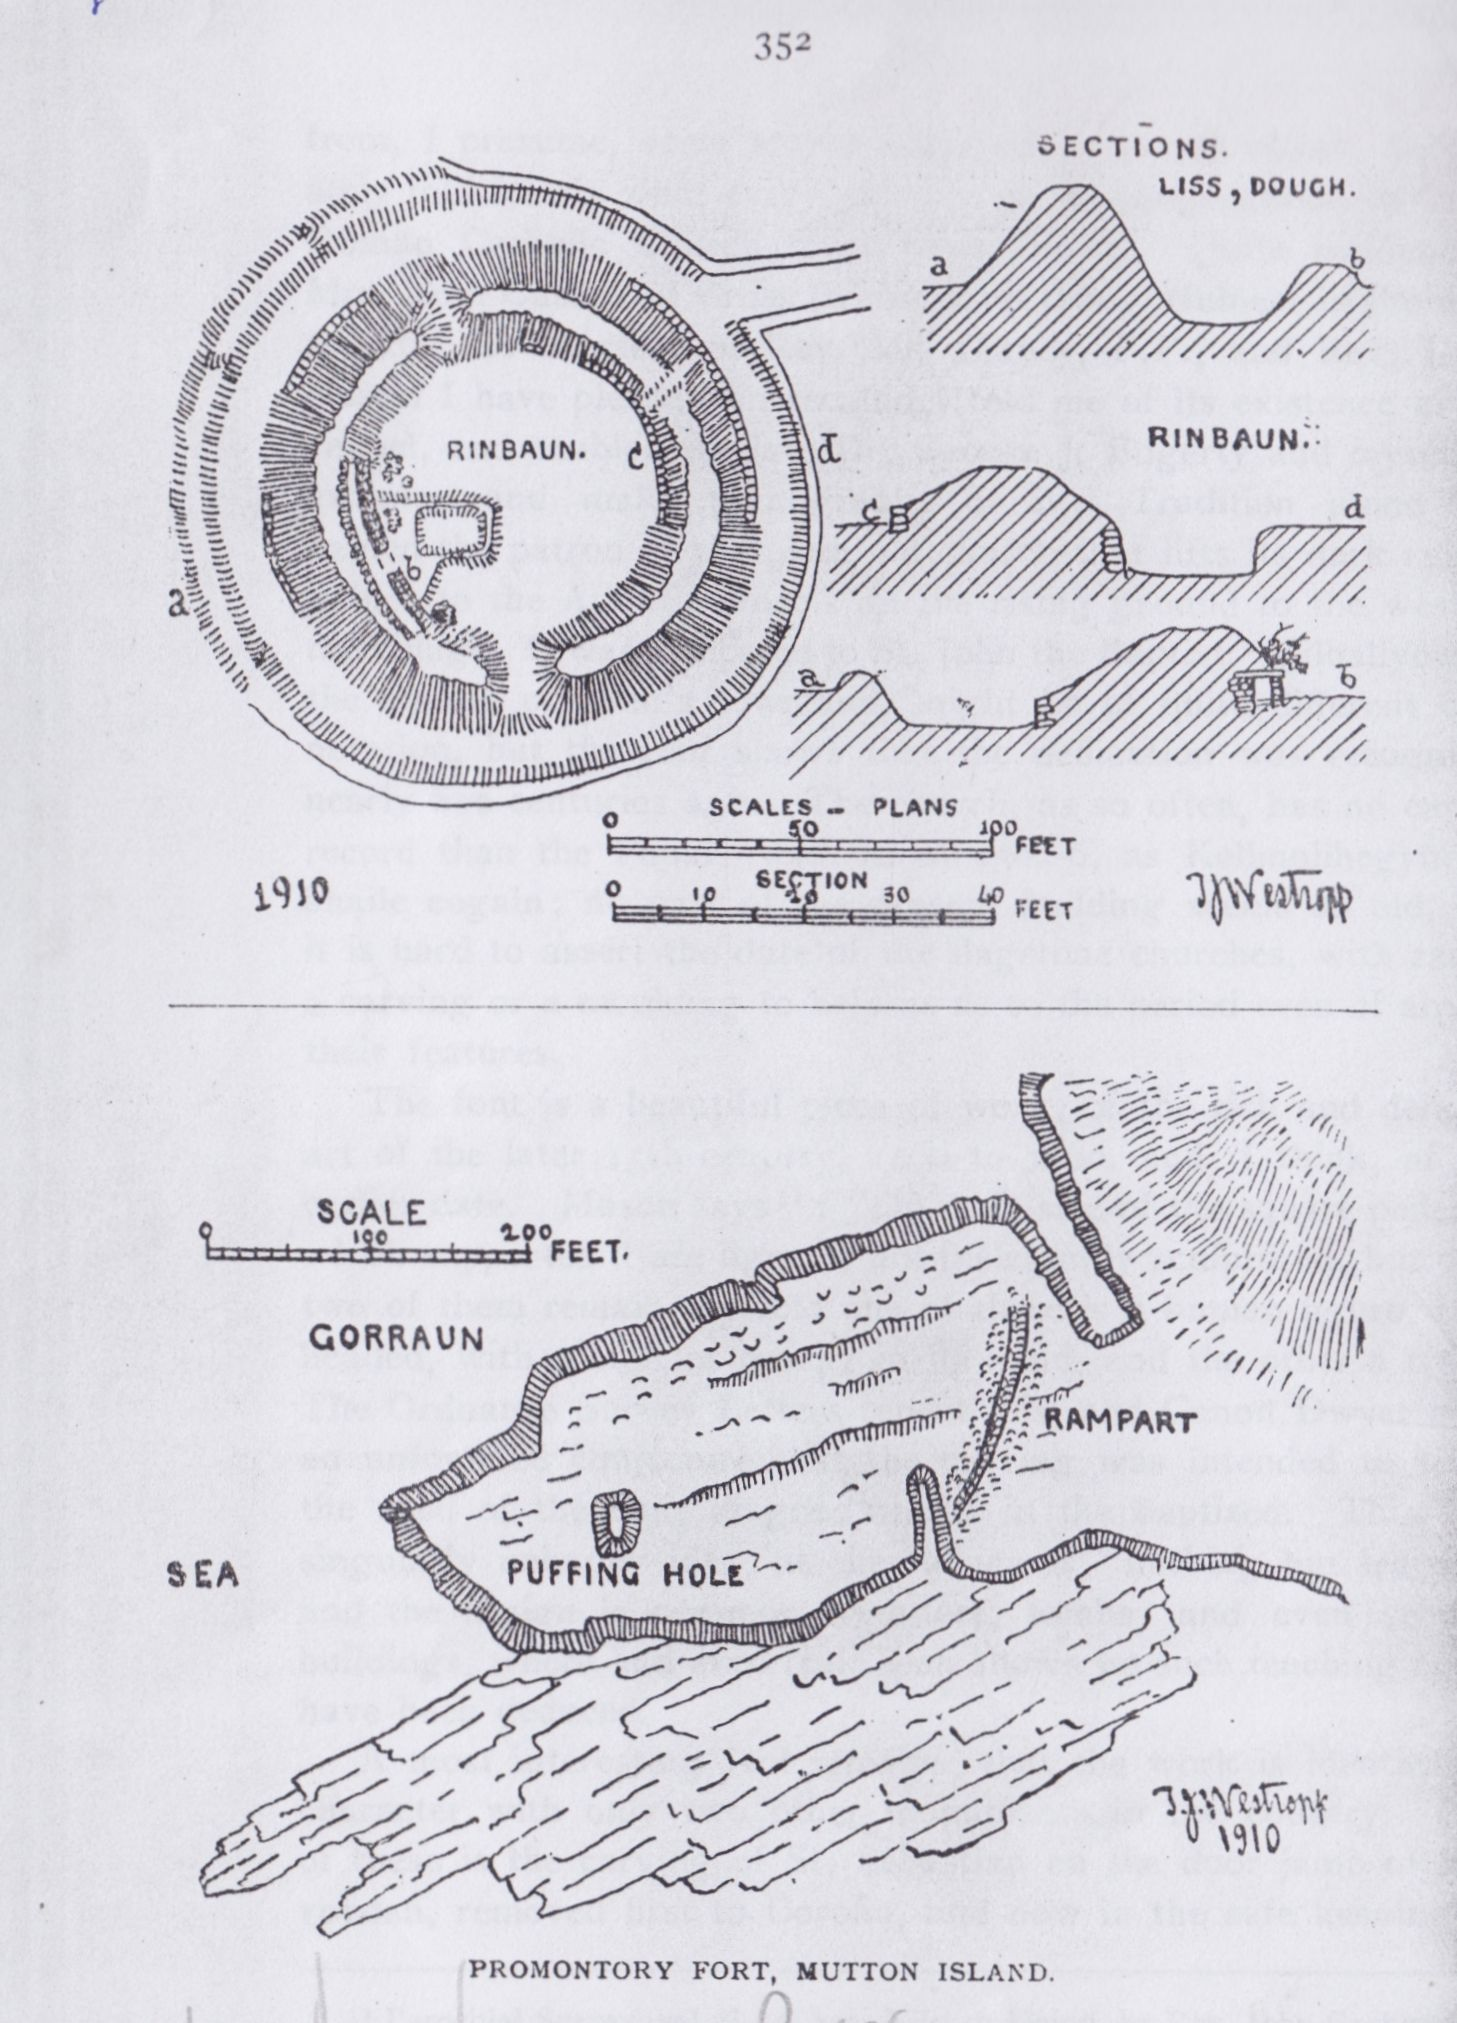 352
SECTIONS.
LISS, DOUGH.
a
b
RINBAUN.
c
d
RINBAUN.
c
d
b
a
a
b
SCALES - PLANS
0 50 100 FEET
SECTION
0 10 20 30 40 FEET
1910
T J Westropp
SCALE
0 100 200 FEET.
GORRAUN
RAMPART
SEA
PUFFING HOLE
T. J. Westropp
1910
PROMONTORY FORT, MUTTON ISLAND.